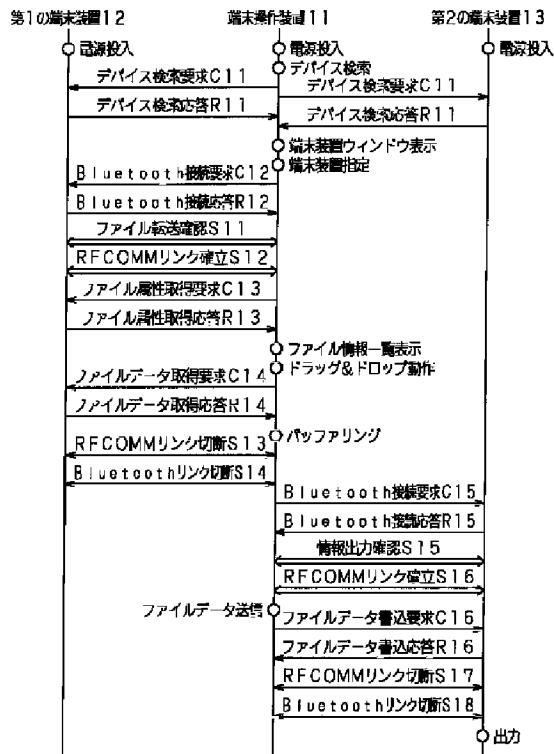 第1の端末装置12 端末操作装置11 第2の端末装置13
電源投入 電源投入 電源投入
デバイス検索
デバイス検索要求C11 デバイス検索要求C11
デバイス検索応答R11 デバイス検索応答R11
端末装置ウィンドウ表示
端末装置指定
Bluetooth接続要求C12
Bluetooth接続応答R12
ファイル転送確認S11
RFCOMMリンク確立S12
ファイル属性取得要求C13
ファイル属性取得応答R13
ファイル情報一覧表示
ドラッグ&ドロップ動作
ファイルデータ取得要求C14
ファイルデータ取得応答R14
バッファリング
RFCOMMリンク切断S13
Bluetoothリンク切断S14
Bluetooth接続要求C15
Bluetooth接続応答R15
情報出力確認S15
RFCOMMリンク確立S16
ファイルデータ送信
ファイルデータ書込要求C16
ファイルデータ書込応答R16
RFCOMMリンク切断S17
Bluetoothリンク切断S18
出力